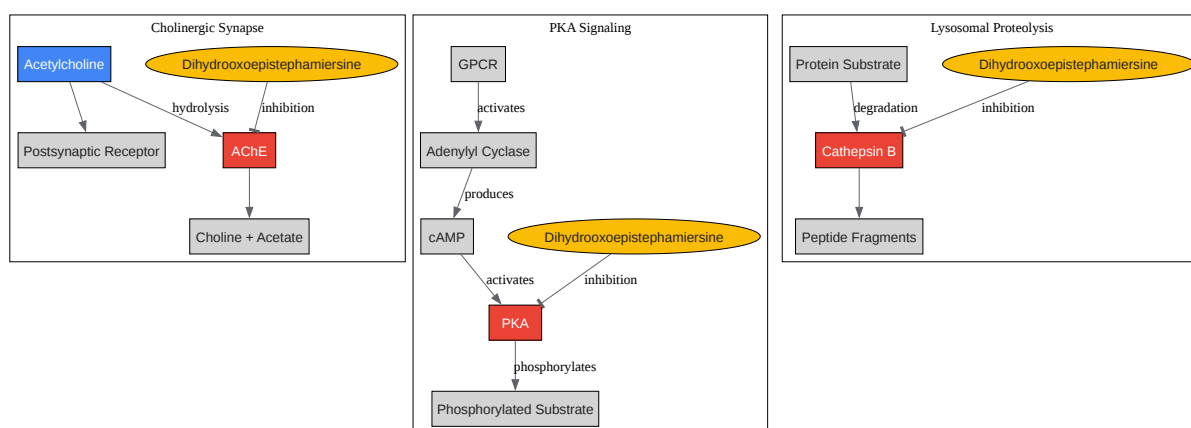 Cholinergic Synapse
Acetylcholine
Dihydrooxoepistephamiersine
hydrolysis
inhibition
Postsynaptic Receptor
AChE
Choline + Acetate
PKA Signaling
GPCR
activates
Adenylyl Cyclase
produces
cAMP
Dihydrooxoepistephamiersine
activates
inhibition
PKA
phosphorylates
Phosphorylated Substrate
Lysosomal Proteolysis
Protein Substrate
Dihydrooxoepistephamiersine
degradation
inhibition
Cathepsin B
Peptide Fragments